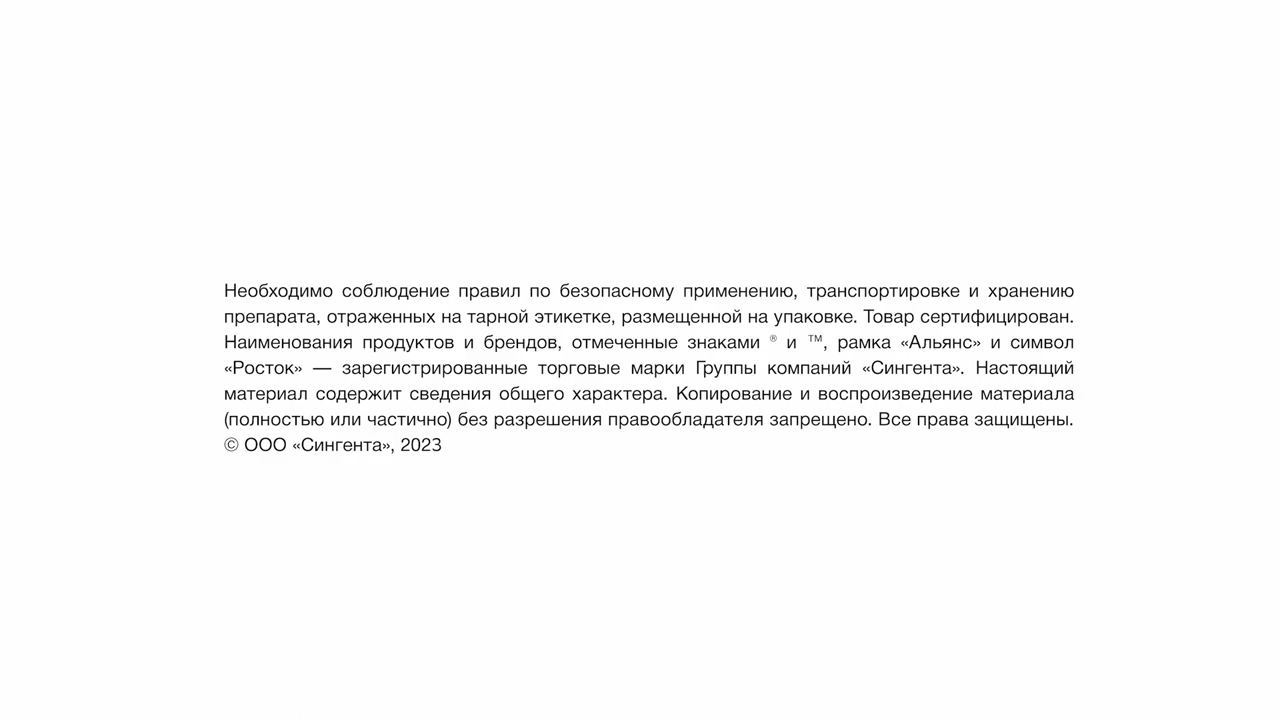 Необходимо соблюдение правил по безопасному применению, транспортировке и хранению
препарата, отраженных на тарной этикетке, размещенной на упаковке. Товар сертифицирован.
Наименования продуктов и брендов, отмеченные знаками ® и ™, рамка «Альянс» и символ
«Росток» — зарегистрированные торговые марки Группы компаний «Сингента». Настоящий
материал содержит сведения общего характера. Копирование и воспроизведение материала
(полностью или частично) без разрешения правообладателя запрещено. Все права защищены.
© ООО «Сингента», 2023